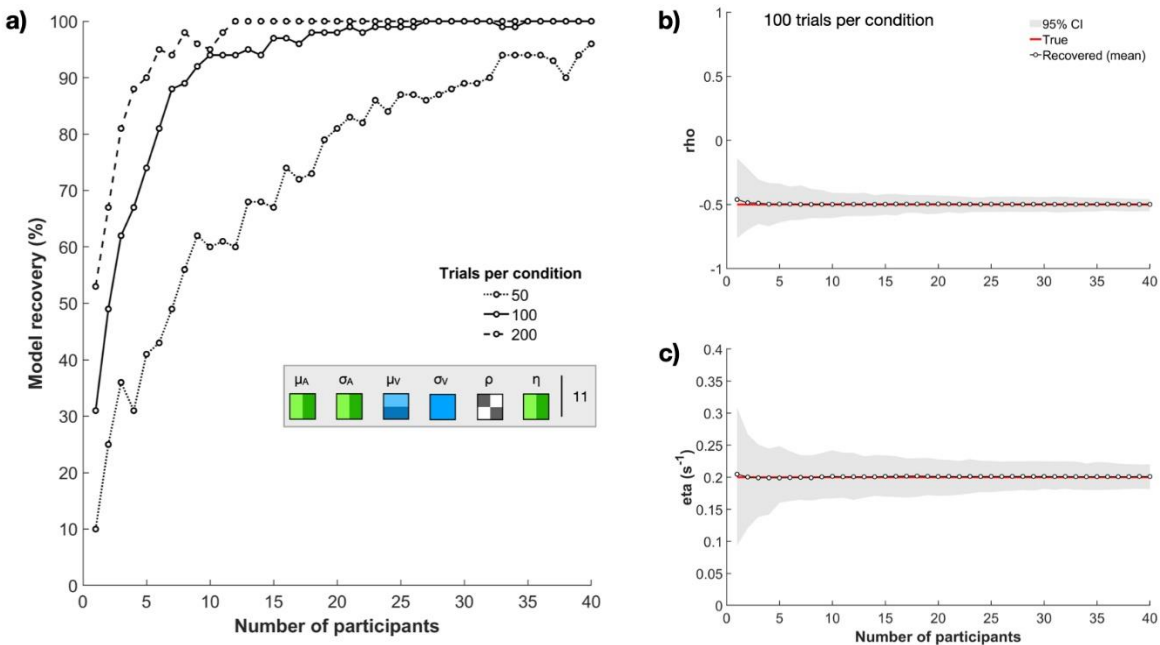 a)
Model recovery (%)
100
90
80
70
60
50
40
30
20
10
0
0 5 10 15 20 25 30 35 40
Number of participants
Trials per condition
50
100
200
μA σA μV σV ρ η 11
b)
100 trials per condition
95% CI
True
Recovered (mean)
rho
1
0.5
0
-0.5
-1
0 5 10 15 20 25 30 35 40
c)
eta (s-1)
0.4
0.35
0.3
0.25
0.2
0.15
0.1
0.05
0
0 5 10 15 20 25 30 35 40
Number of participants